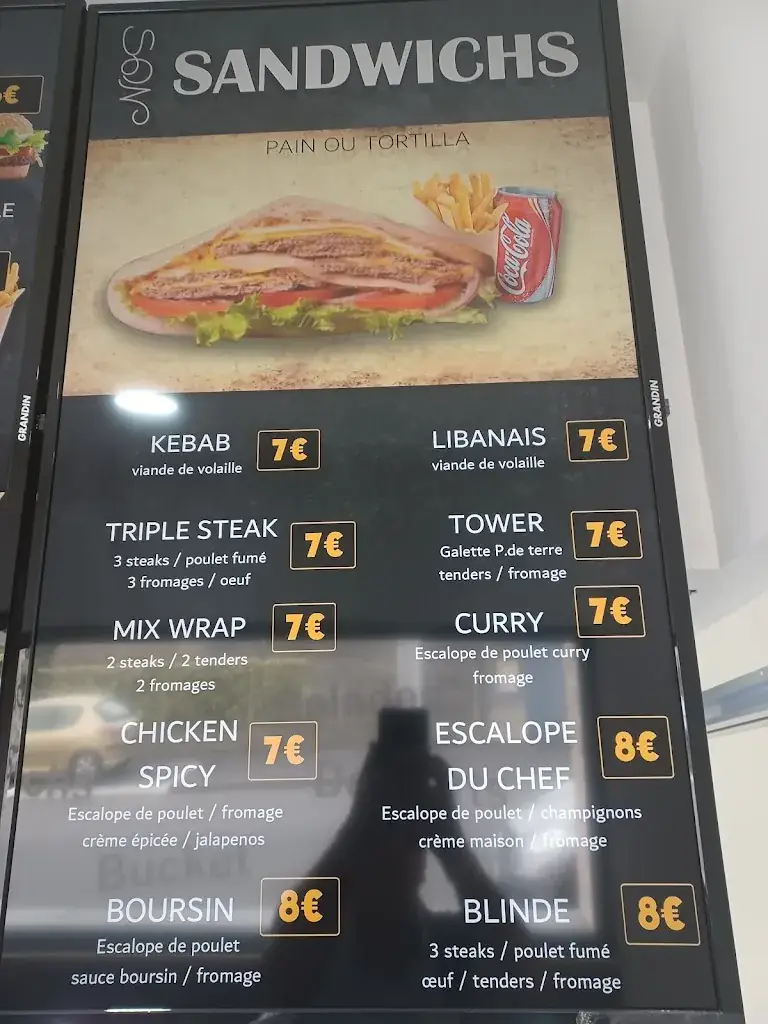 NOS
SANDWICHS
PAIN OU TORTILLA
Coca-Cola
KEBAB 7€
viande de volaille
LIBANAIS 7€
viande de volaille
TRIPLE STEAK 7€
3 steaks / poulet fumé
3 fromages / oeuf
TOWER 7€
Galette P.de terre
tenders / fromage
MIX WRAP 7€
2 steaks / 2 tenders
2 fromages
CURRY 7€
Escalope de poulet curry
fromage
CHICKEN
SPICY 7€
Escalope de poulet / fromage
crème épicée / jalapenos
ESCALOPE
DU CHEF 8€
Escalope de poulet / champignons
crème maison / fromage
BOURSIN 8€
Escalope de poulet
sauce boursin / fromage
BLINDE 8€
3 steaks / poulet fumé
œuf / tenders / fromage
GRANDIN
GRANDIN
€
LE